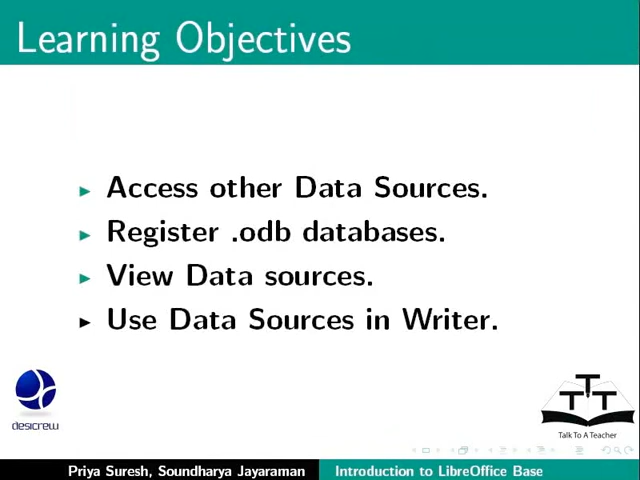 Learning Objectives
Access other Data Sources.
Register .odb databases.
View Data sources.
Use Data Sources in Writer.
desicrew
T T T
Talk To A Teacher
Priya Suresh, Soundharya Jayaraman
Introduction to LibreOffice Base